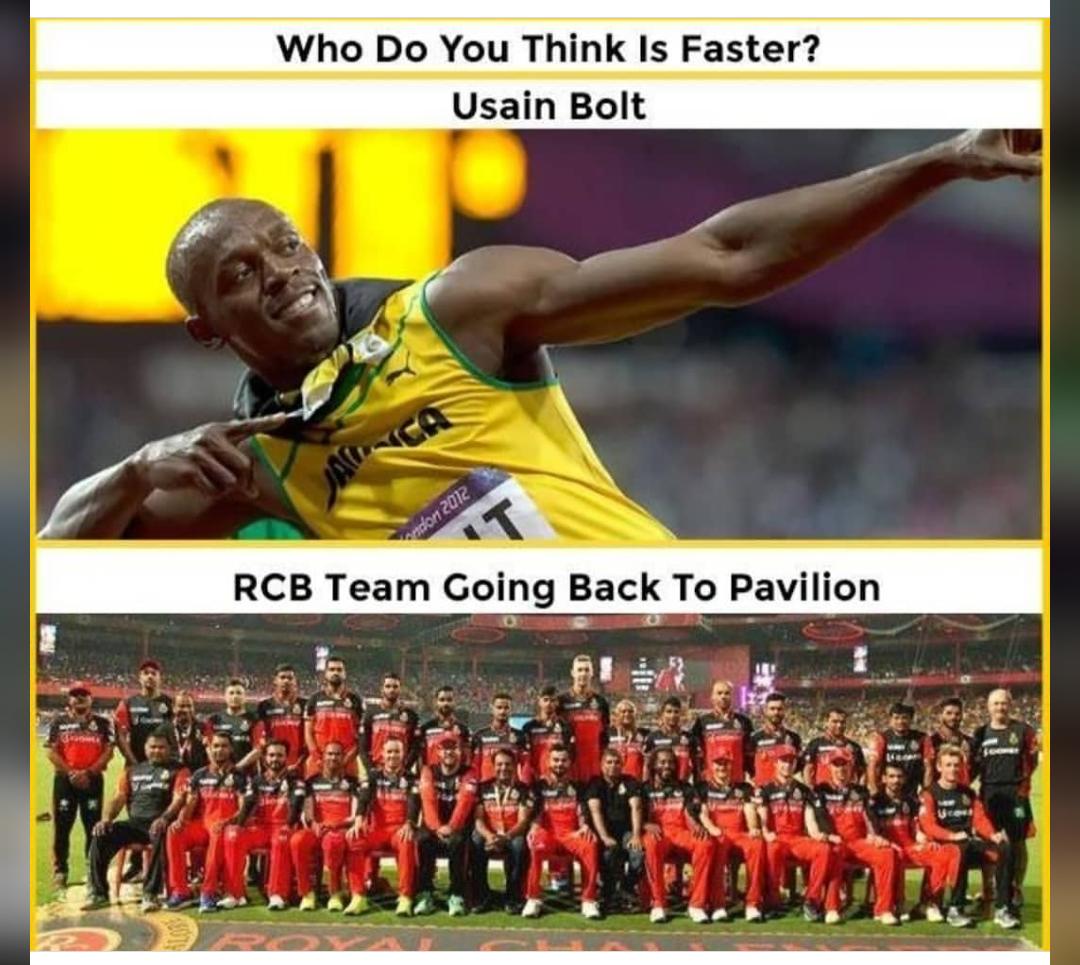 Who Do You Think Is Faster?
Usain Bolt
JAMAICA
London 2012
LT
RCB Team Going Back To Pavilion
ROYAL CHALLENGERS